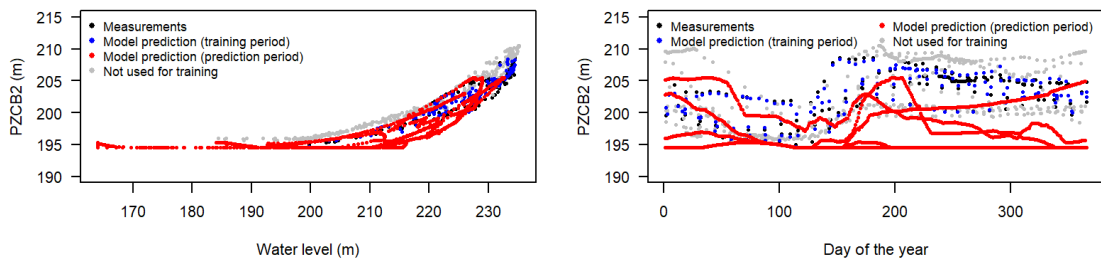 215
210
205
200
195
190
PZCB2 (m)
Measurements
Model prediction (training period)
Model prediction (prediction period)
Not used for training
170 180 190 200 210 220 230
Water level (m)
215
210
205
200
195
190
PZCB2 (m)
Measurements
Model prediction (training period)
Model prediction (prediction period)
Not used for training
0 100 200 300
Day of the year